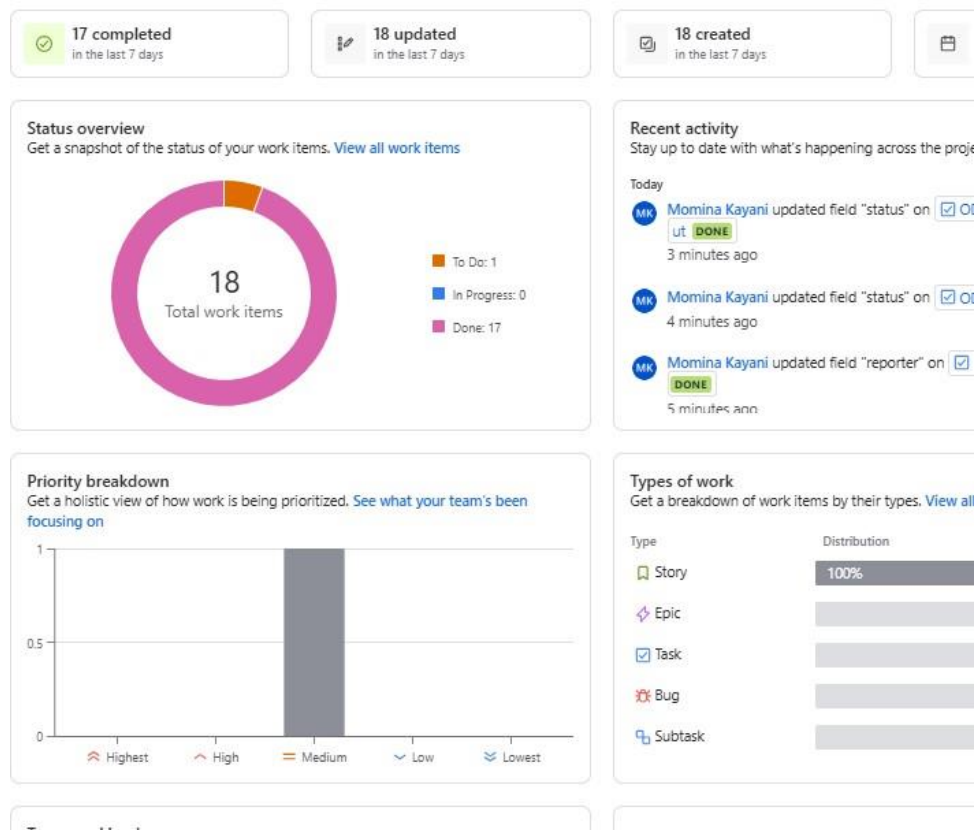 17 completed
in the last 7 days
18 updated
in the last 7 days
18 created
in the last 7 days
Status overview
Get a snapshot of the status of your work items. View all work items
18
Total work items
To Do: 1
In Progress: 0
Done: 17
Recent activity
Stay up to date with what's happening across the proje
Today
MK Momina Kayani updated field "status" on OD
ut DONE
3 minutes ago
MK Momina Kayani updated field "status" on OD
4 minutes ago
MK Momina Kayani updated field "reporter" on
DONE
5 minutes ago
Priority breakdown
Get a holistic view of how work is being prioritized. See what your team's been
focusing on
1
0.5
0
Highest High Medium Low Lowest
Types of work
Get a breakdown of work items by their types. View all
Type Distribution
Story 100%
Epic
Task
Bug
Subtask